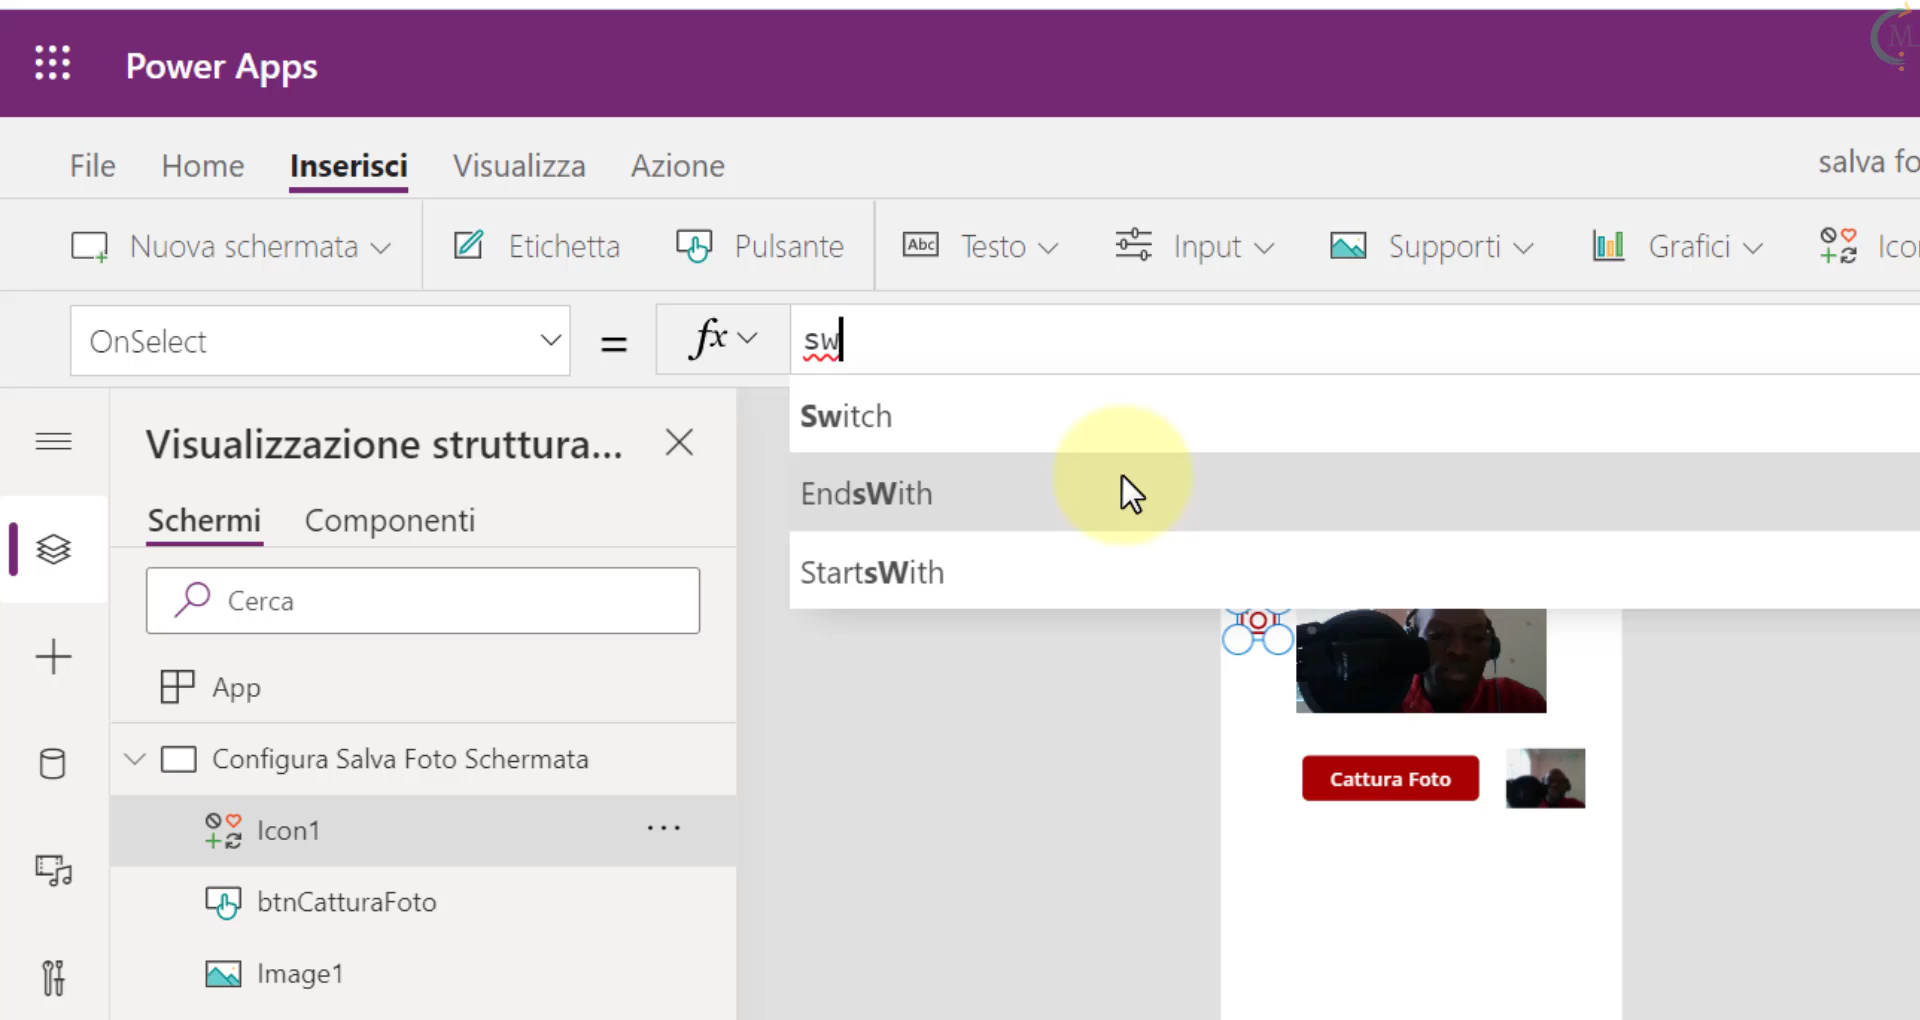 Power Apps
File Home Inserisci Visualizza Azione salva fo
Nuova schermata Etichetta Pulsante Abc Testo Input Supporti Grafici Ico
OnSelect = fx sw
Switch
EndsWith
StartsWith
Visualizzazione struttura...
Schermi Componenti
Cerca
App
Configura Salva Foto Schermata
Icon1 ...
btnCatturaFoto
Image1
Cattura Foto